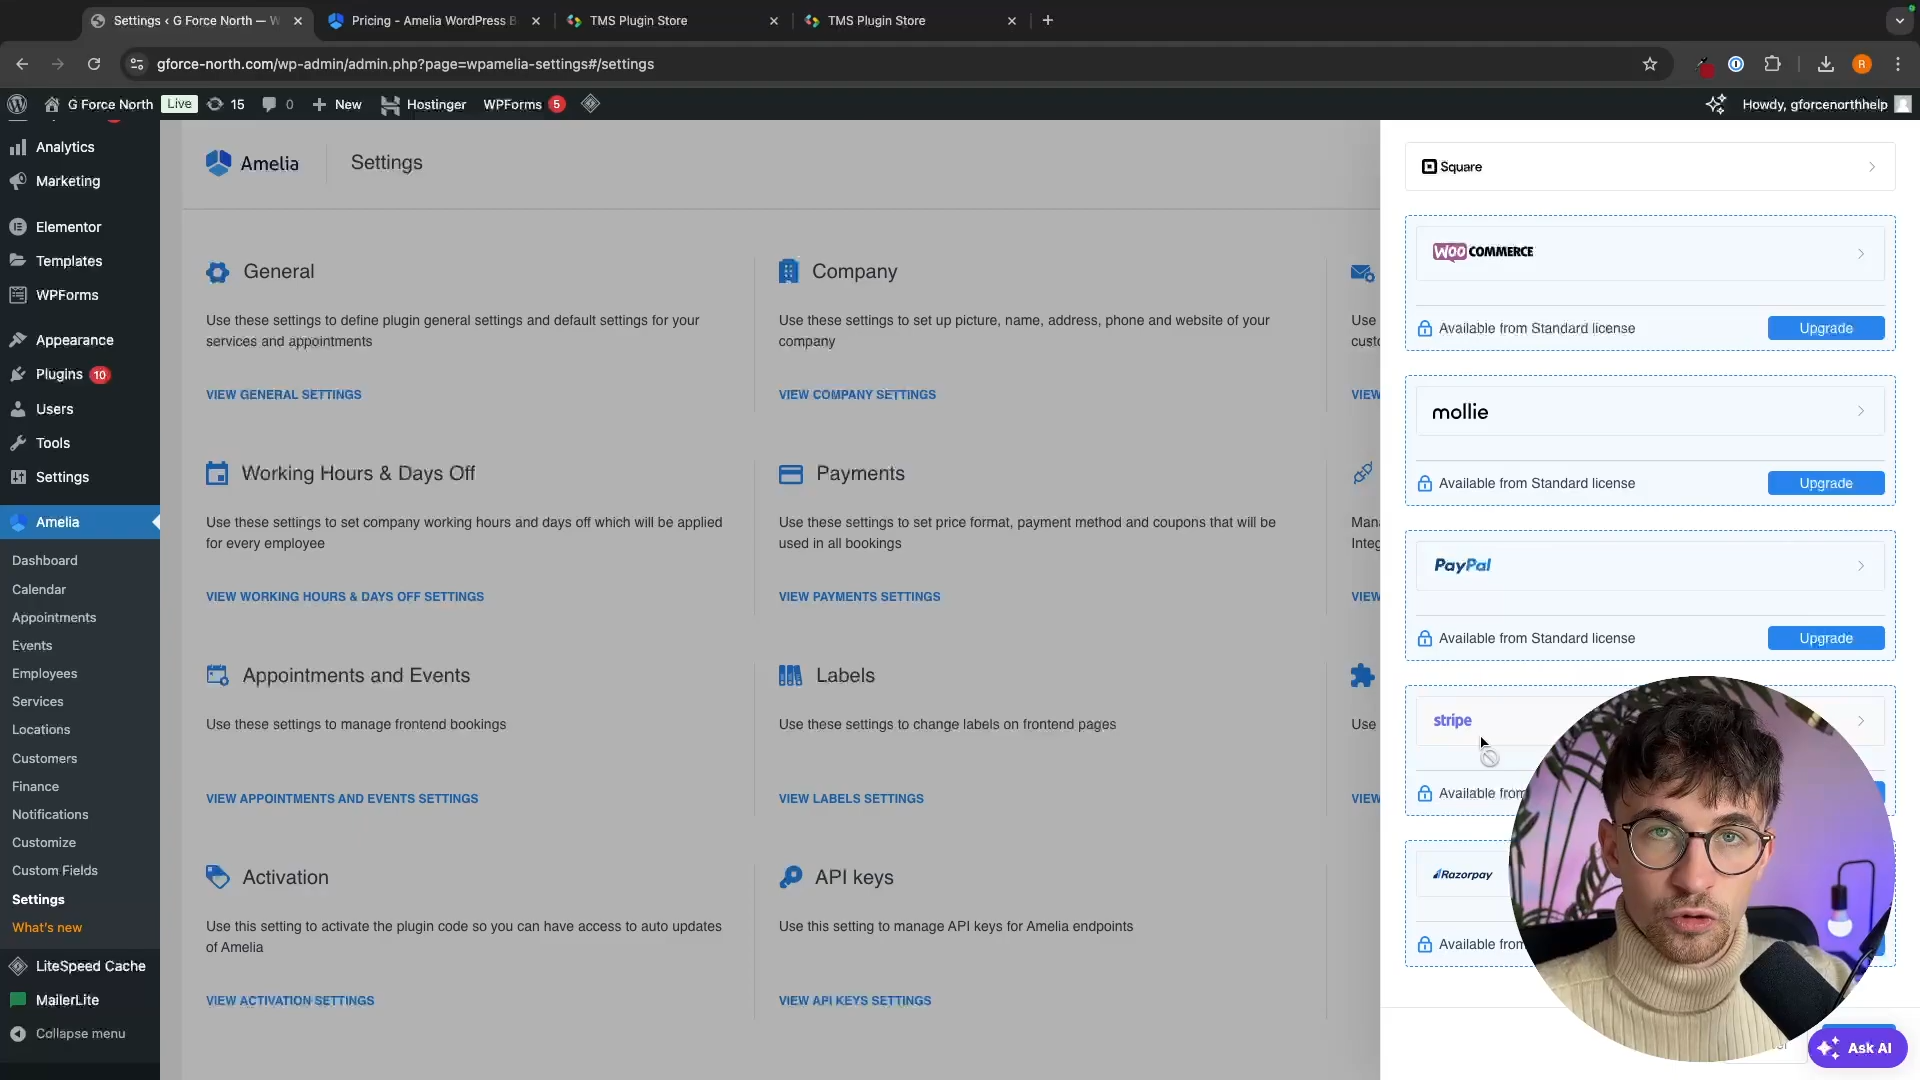 Settings ‹ G Force North — W
Pricing - Amelia WordPress B
TMS Plugin Store
TMS Plugin Store
gforce-north.com/wp-admin/admin.php?page=wpamelia-settings#/settings
R
G Force North
Live
15
0
New
Hostinger
WPForms 5
Howdy, gforcenorthhelp
Analytics
Marketing
Elementor
Templates
WPForms
Appearance
Plugins 10
Users
Tools
Settings
Amelia
Dashboard
Calendar
Appointments
Events
Employees
Services
Locations
Customers
Finance
Notifications
Customize
Custom Fields
Settings
What's new
LiteSpeed Cache
MailerLite
Collapse menu
Amelia
Settings
General
Use these settings to define plugin general settings and default settings for your
services and appointments
VIEW GENERAL SETTINGS
Company
Use these settings to set up picture, name, address, phone and website of your
company
VIEW COMPANY SETTINGS
Use
custo
VIEW
Working Hours & Days Off
Use these settings to set company working hours and days off which will be applied
for every employee
VIEW WORKING HOURS & DAYS OFF SETTINGS
Payments
Use these settings to set price format, payment method and coupons that will be
used in all bookings
VIEW PAYMENTS SETTINGS
Mana
Integ
VIEW
Appointments and Events
Use these settings to manage frontend bookings
VIEW APPOINTMENTS AND EVENTS SETTINGS
Labels
Use these settings to change labels on frontend pages
VIEW LABELS SETTINGS
Use
VIEW
Activation
Use this setting to activate the plugin code so you can have access to auto updates
of Amelia
VIEW ACTIVATION SETTINGS
API keys
Use this setting to manage API keys for Amelia endpoints
VIEW API KEYS SETTINGS
Square
WOO COMMERCE
Available from Standard license
Upgrade
mollie
Available from Standard license
Upgrade
PayPal
Available from Standard license
Upgrade
stripe
Available from
Razorpay
Available from
Ask AI